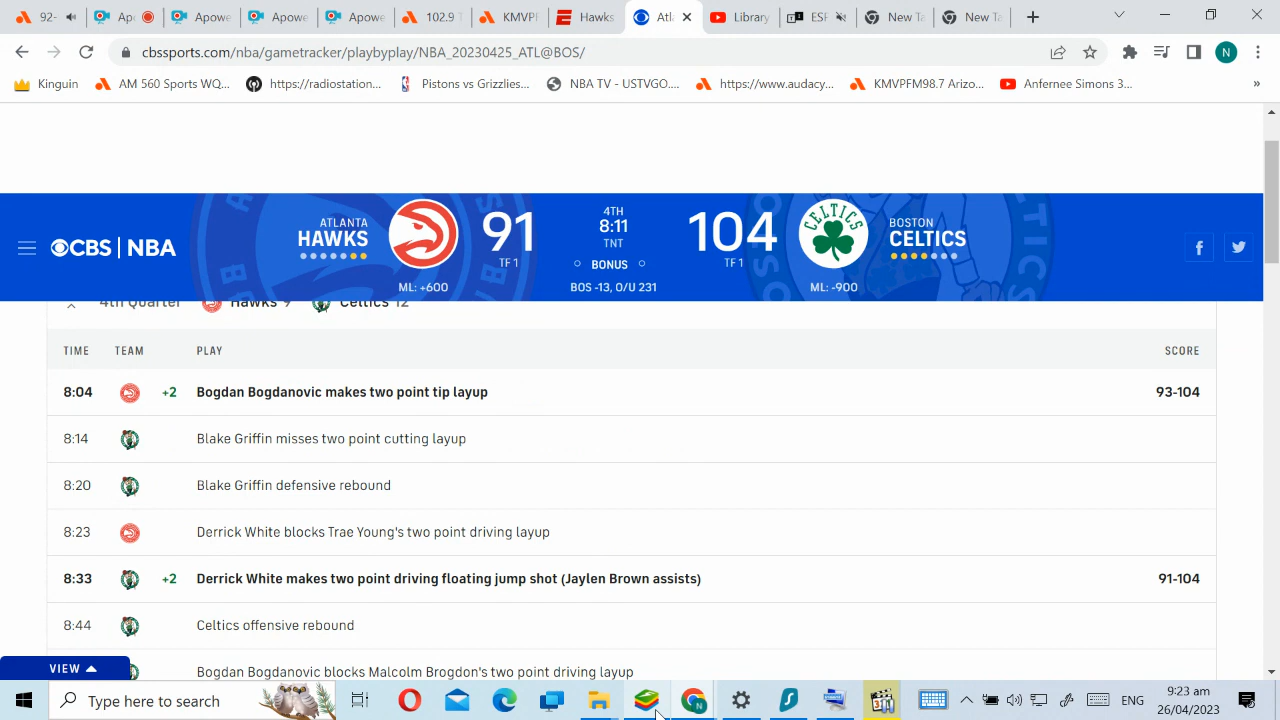 92-
Apo
Apowe
Apowe
Apowe
102.9 T
KMVPI
Hawks
Atla
Library
ESF
New Ta
New Ta
cbssports.com/nba/gametracker/playbyplay/NBA_20230425_ATL@BOS/
N
Kinguin
AM 560 Sports WQ...
https://radiostation...
Pistons vs Grizzlies...
NBA TV - USTVGO....
https://www.audacy...
KMVPFM98.7 Arizo...
Anfernee Simons 3...
»
CBS | NBA
ATLANTA
HAWKS
91
TF 1
ML: +600
4TH
8:11
TNT
BONUS
BOS -13, O/U 231
104
TF 1
CELTICS
BOSTON
CELTICS
ML: -900
4th Quarter Hawks 9 Celtics 12
TIME TEAM PLAY SCORE
8:04 +2 Bogdan Bogdanovic makes two point tip layup 93-104
8:14 Blake Griffin misses two point cutting layup
8:20 Blake Griffin defensive rebound
8:23 Derrick White blocks Trae Young's two point driving layup
8:33 +2 Derrick White makes two point driving floating jump shot (Jaylen Brown assists) 91-104
8:44 Celtics offensive rebound
Bogdan Bogdanovic blocks Malcolm Brogdon's two point driving layup
VIEW
Type here to search
N
311
ENG
9:23 am
26/04/2023